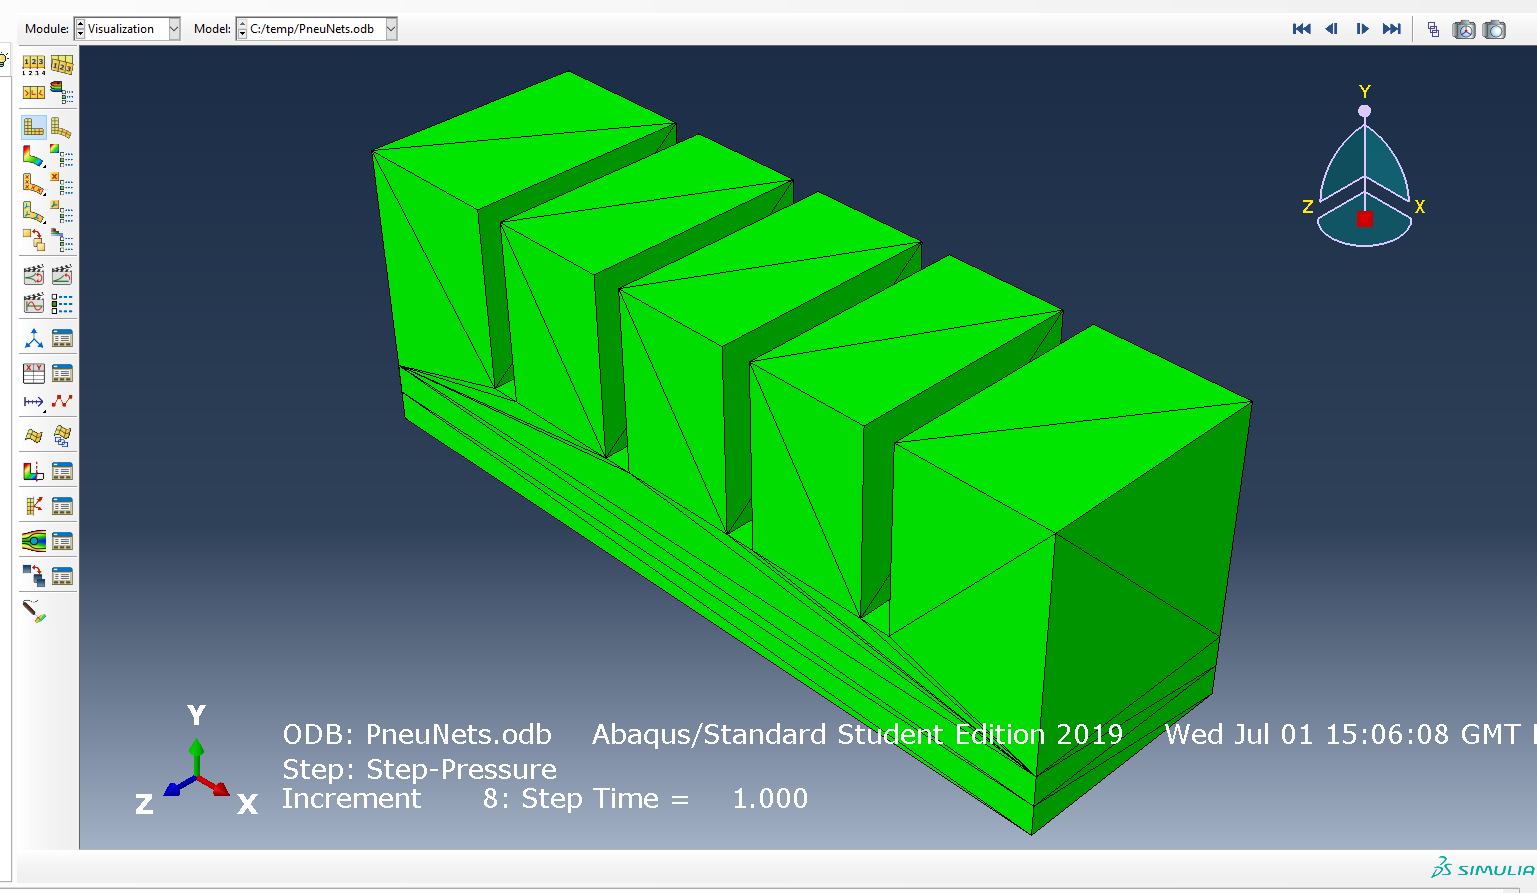 Module: Visualization Model: C:/temp/PneuNets.odb
Y
Z X
ODB: PneuNets.odb Abaqus/Standard Student Edition 2019 Wed Jul 01 15:06:08 GMT
Step: Step-Pressure
Increment 8: Step Time = 1.000
Y
Z X
SIMULIA